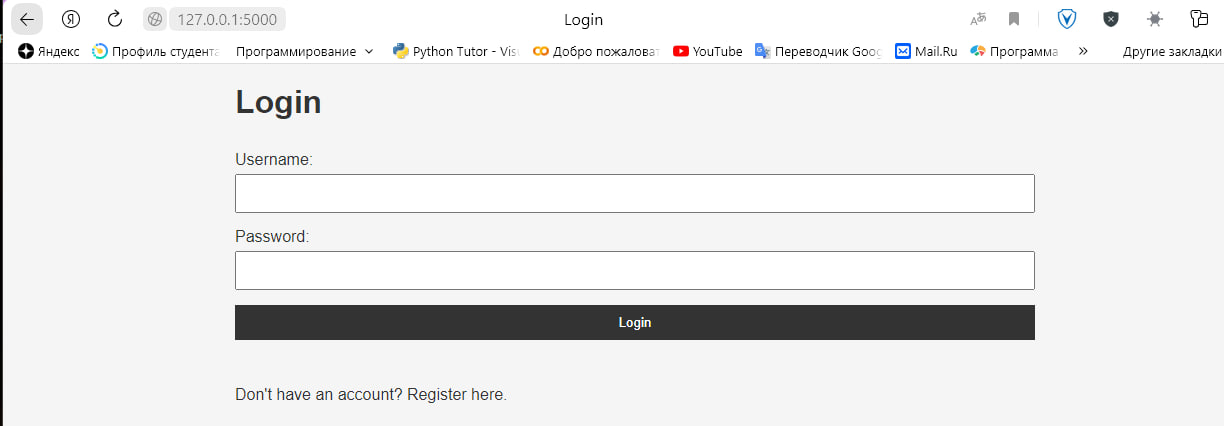 127.0.0.1:5000 Login
Яндекс Профиль студента Программирование Python Tutor - Visu Добро пожаловат YouTube Переводчик Goog Mail.Ru Программа » Другие закладки
Login
Username:
Password:
Login
Don't have an account? Register here.